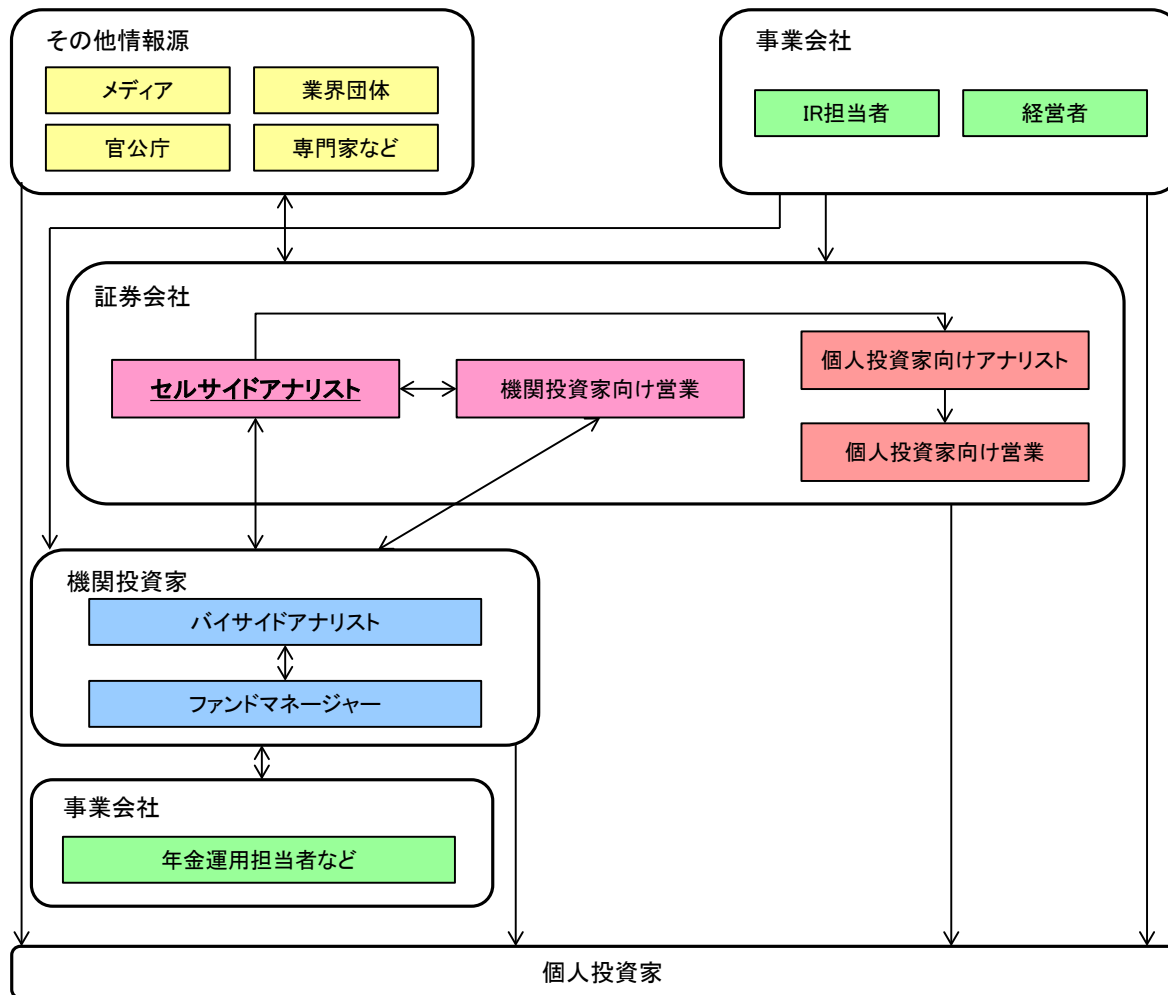 その他情報源
メディア
業界団体
官公庁
専門家など
事業会社
IR担当者
経営者
証券会社
セルサイドアナリスト
機関投資家向け営業
個人投資家向けアナリスト
個人投資家向け営業
機関投資家
バイサイドアナリスト
ファンドマネージャー
事業会社
年金運用担当者など
個人投資家